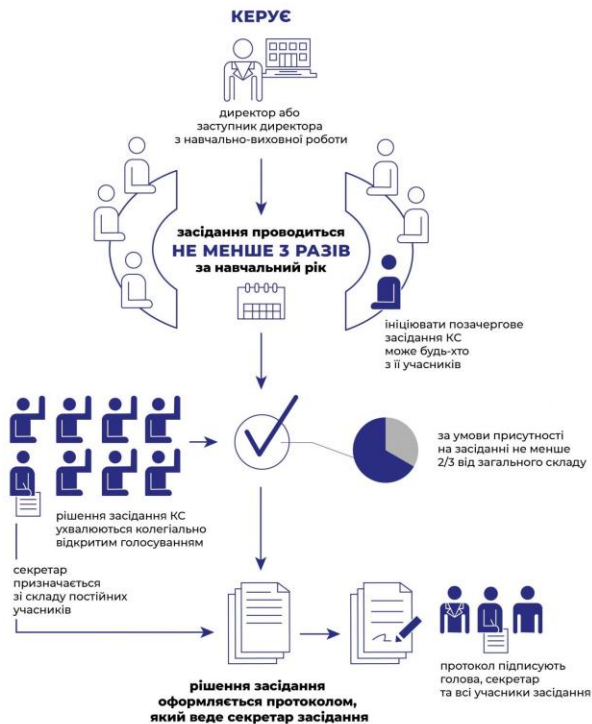 КЕРУЄ
директор або
заступник директора
з навчально-виховної роботи
засідання проводиться
НЕ МЕНШЕ 3 РАЗІВ
за навчальний рік
ініціювати позачергове
засідання КС
може будь-хто
з її учасників
за умови присутності
на засіданні не менше
2/3 від загального складу
рішення засідання КС
ухвалюються колегіально
відкритим голосуванням
секретар
призначається
зі складу постійних
учасників
протокол підписують
голова, секретар
та всі учасники засідання
рішення засідання
оформляється протоколом,
який веде секретар засідання